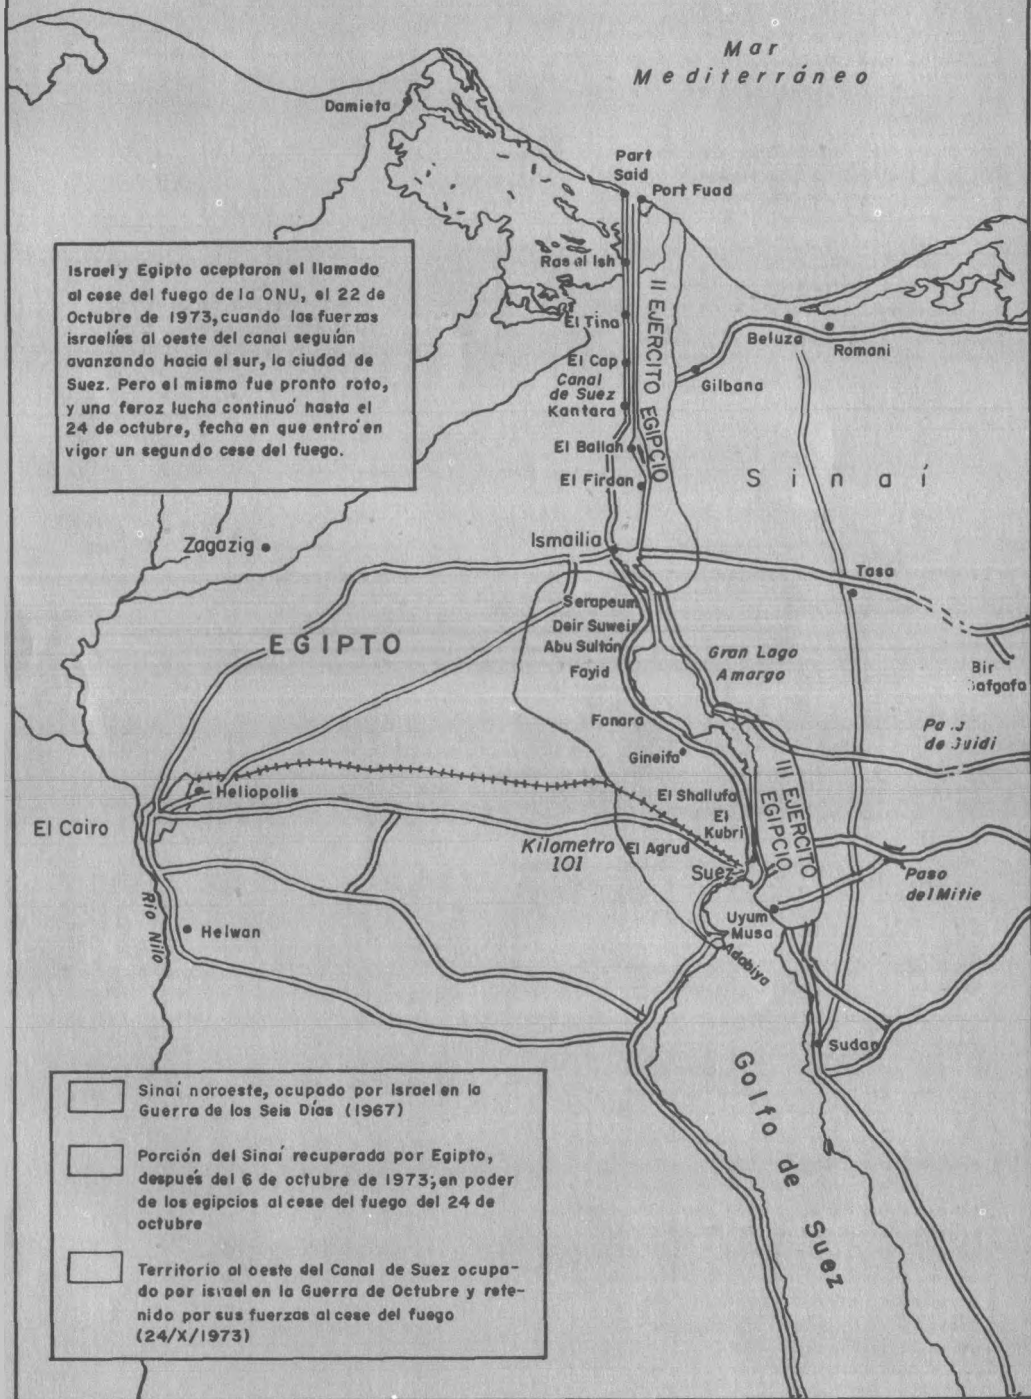 Mar
Mediterráneo
Damieta
Part
Said
Port Fuad
Israel y Egipto aceptaron el llamado
al cese del fuego de la ONU, el 22 de
Octubre de 1973, cuando las fuerzas
israelíes al oeste del canal seguían
avanzando hacia el sur, la ciudad de
Suez. Pero el mismo fue pronto roto,
y una feroz lucha continuó hasta el
24 de octubre, fecha en que entró en
vigor un segundo cese del fuego.
Ras el Ish
II EJERCITO EGIPCIO
El Tina
Beluza
Romani
El Cap
Gilbana
Canal
de Suez
Kantara
El Ballah
El Firdan
Sinaí
Zagazig
Ismailia
Tasa
Serapeum
Deir Suweir
EGIPTO
Abu Sultán
Gran Lago
Amargo
Fayid
Bir
Fanara
de
Gineifa
III EJERCITO
EGIPCIO
Heliopolis
El Shallufa
El
Kubri
El Cairo
Kilometro
101
El Agrud
Suez
Paso
del Mitle
Río Nilo
Helwan
Uyum
Musa
Adabiya
Sudan
Golfo de Suez
Sinaí noroeste, ocupado por Israel en la
Guerra de los Seis Días (1967)
Porción del Sinaí recuperada por Egipto,
después del 6 de octubre de 1973; en poder
de los egipcios al cese del fuego del 24 de
octubre
Territorio al oeste del Canal de Suez ocupa-
do por israel en la Guerra de Octubre y rete-
nido por sus fuerzas al cese del fuego
(24/X/1973)